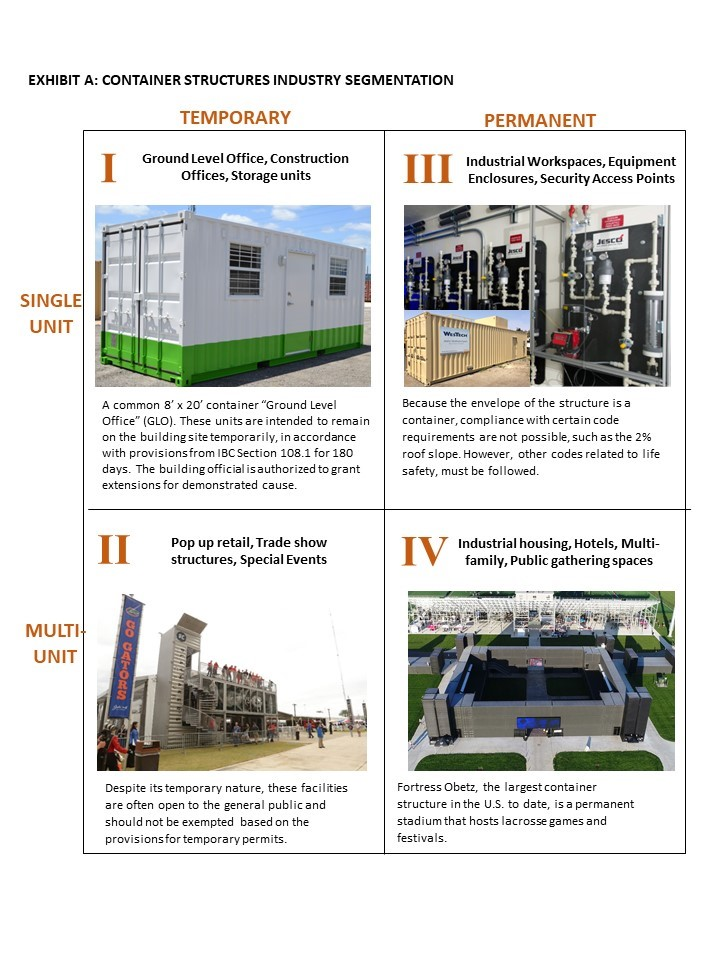 EXHIBIT A: CONTAINER STRUCTURES INDUSTRY SEGMENTATION
TEMPORARY
PERMANENT
SINGLE
UNIT
I
Ground Level Office, Construction
Offices, Storage units
A common 8' x 20' container “Ground Level
Office” (GLO). These units are intended to remain
on the building site temporarily, in accordance
with provisions from IBC Section 108.1 for 180
days. The building official is authorized to grant
extensions for demonstrated cause.
III
Industrial Workspaces, Equipment
Enclosures, Security Access Points
JESCO
JESCO
WESTECH
Because the envelope of the structure is a
container, compliance with certain code
requirements are not possible, such as the 2%
roof slope. However, other codes related to life
safety, must be followed.
MULTI-
UNIT
II
Pop up retail, Trade show
structures, Special Events
GO GATORS
Despite its temporary nature, these facilities
are often open to the general public and
should not be exempted based on the
provisions for temporary permits.
IV
Industrial housing, Hotels, Multi-
family, Public gathering spaces
Fortress Obetz, the largest container
structure in the U.S. to date, is a permanent
stadium that hosts lacrosse games and
festivals.